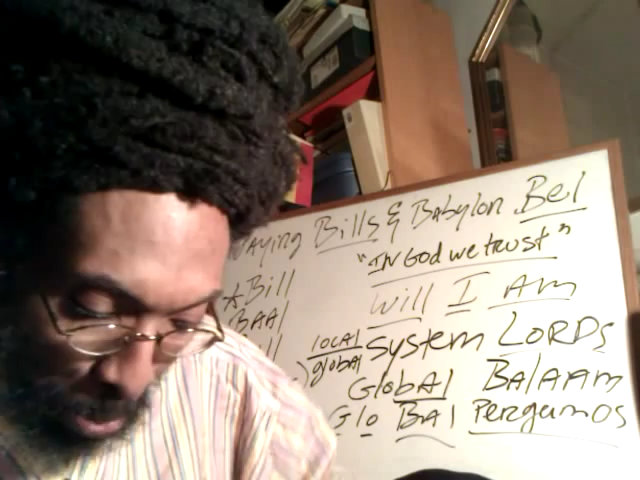 Paying Bills & Babylon Bel
"IN God we trust"
Bill
BAAl
Will I Am
local
global System LORDs
GlobAl BAlAAm
Glo BAl Pergamos